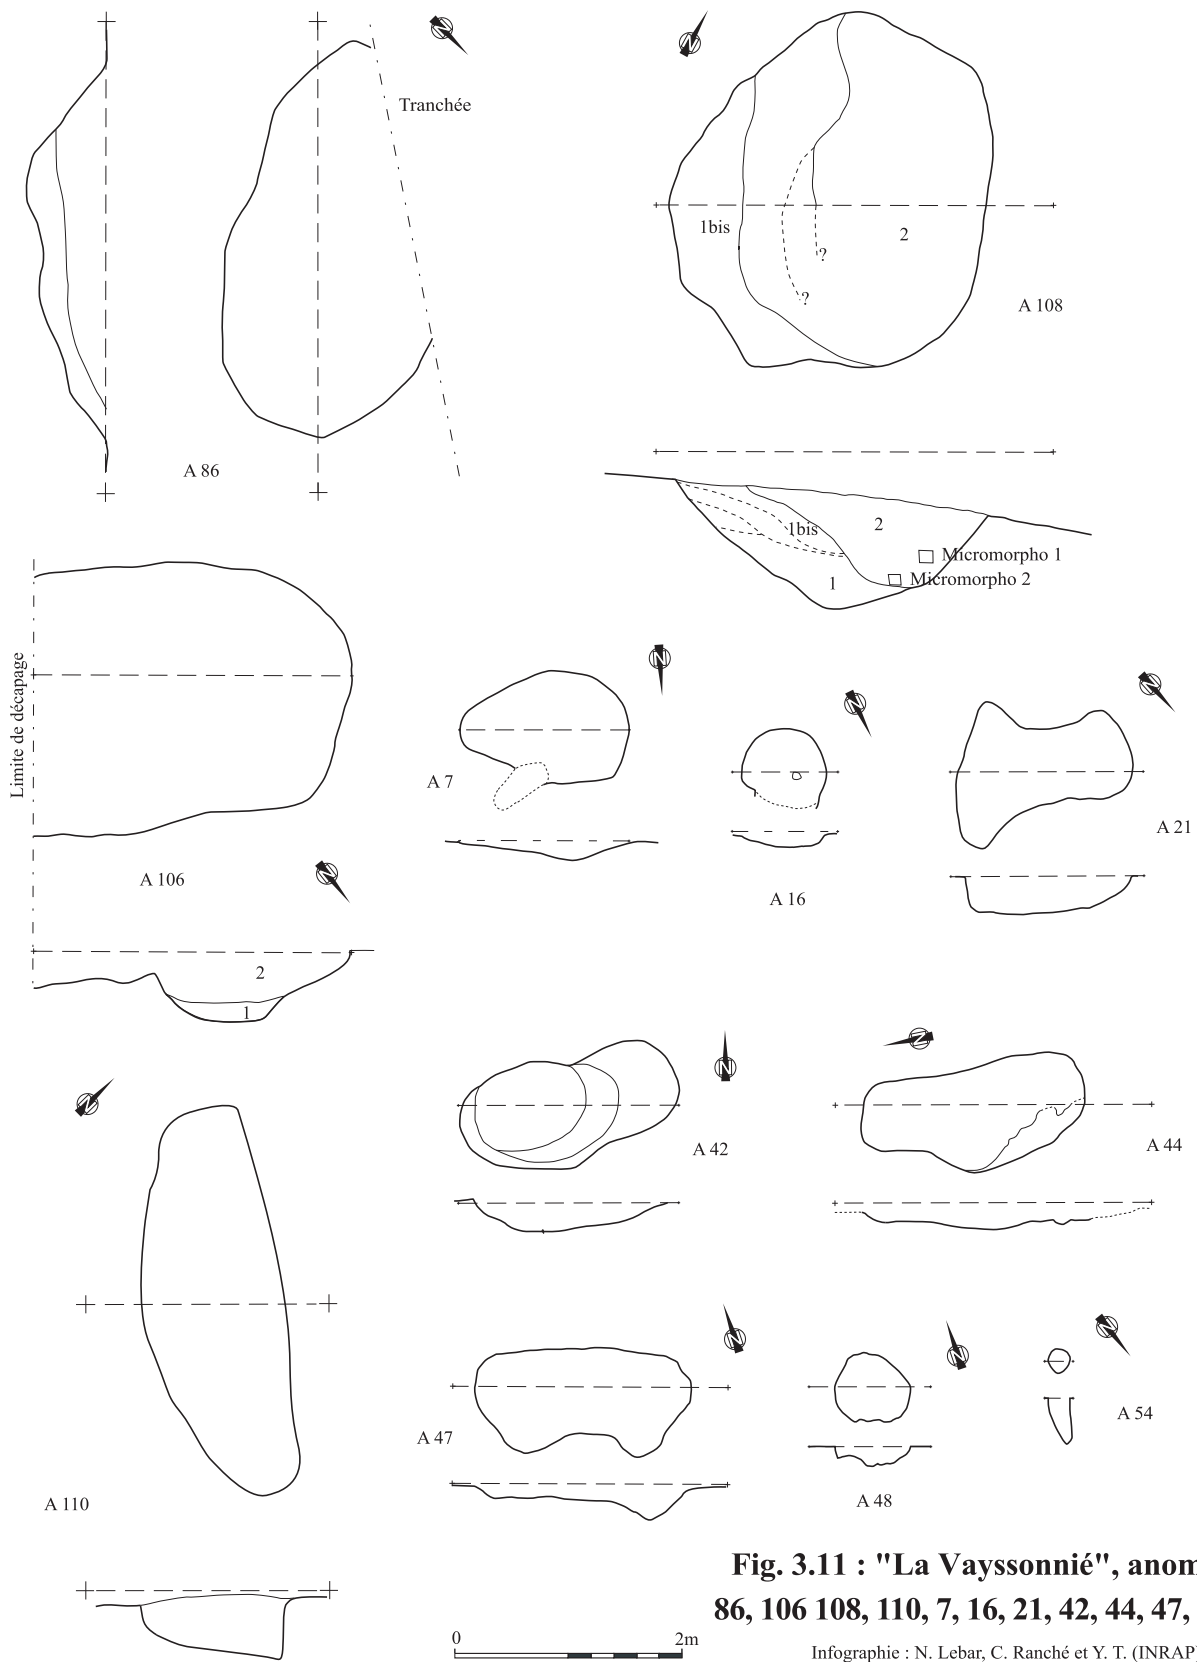 Tranchée
N
N
1bis
2
?
?
A 108
A 86
1bis
2
Micromorpho 1
Micromorpho 2
1
Limite de décapage
N
N
N
A 7
A 21
A 106
N
A 16
2
1
N
N
N
A 42
A 44
N
N
N
A 54
A 47
A 48
A 110
Fig. 3.11 : "La Vayssonnié", anom
86, 106 108, 110, 7, 16, 21, 42, 44, 47,
0 2m
Infographie : N. Lebar, C. Ranché et Y. T. (INRAP)